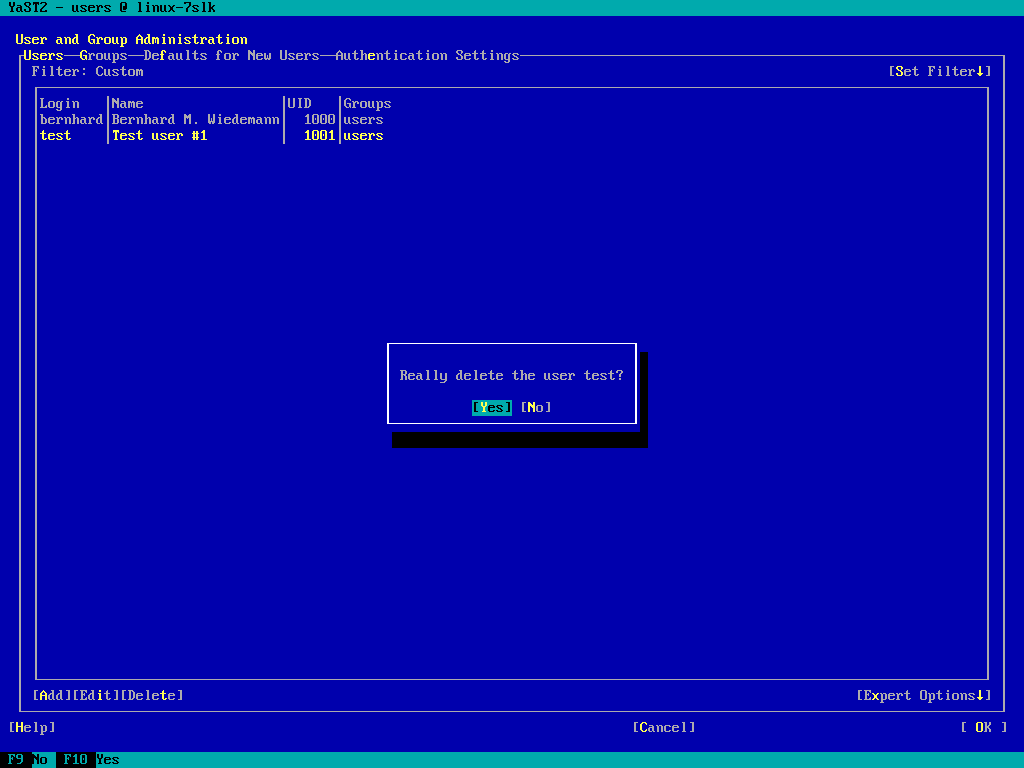 YaST2 - users @ linux-7slk
User and Group Administration
Users—Groups—Defaults for New Users—Authentication Settings
Filter: Custom [Set Filter↓]
Login |Name |UID |Groups
bernhard|Bernhard M. Wiedemann| 1000|users
test |Test user #1 | 1001|users
Really delete the user test?
[Yes] [No]
[Add][Edit][Delete] [Expert Options↓]
[Help] [Cancel] [ OK ]
F9 No F10 Yes